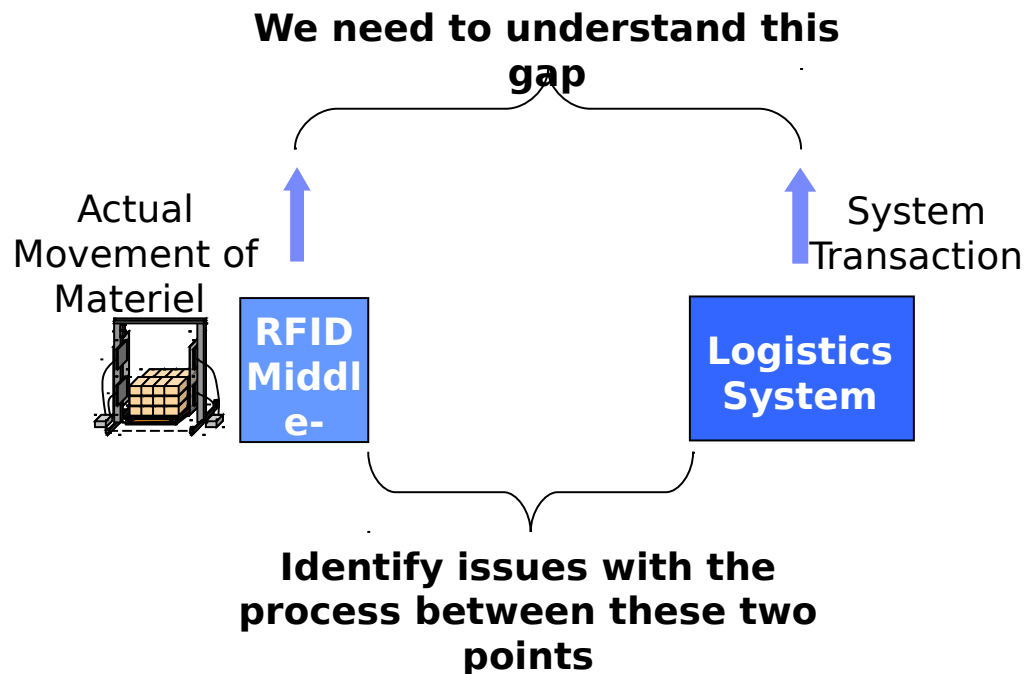 We need to understand this
gap
Actual
Movement of
Materiel
System
Transaction
RFID
Middl
e-
Logistics
System
Identify issues with the
process between these two
points